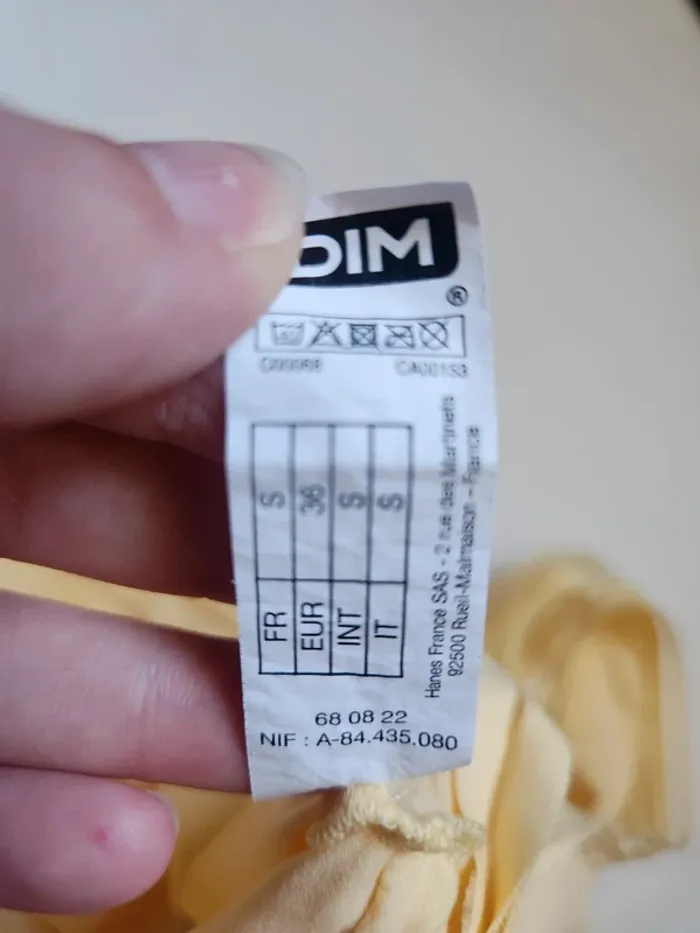 DIM
®
C00068 CA00153
FR S
EUR 36
INT S
IT S
Hanes France SAS - 2 rue des Martinets
92500 Rueil-Malmaison - France
68 08 22
NIF : A-84.435.080